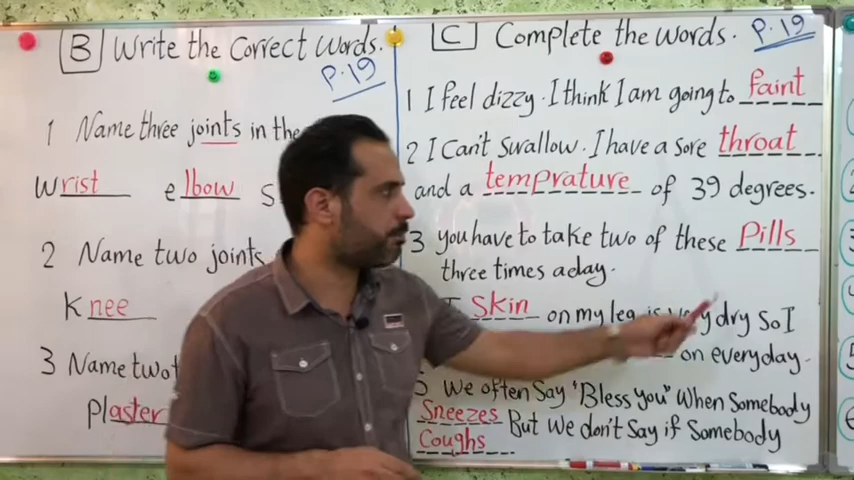 B Write the Correct Words.
P.19
1 Name three joints in the
wrist elbow S
2 Name two joints
Knee
3 Name two
Plaster
C Complete the words. P.19
1 I feel dizzy. I think I am going to faint
2 I Can't Swallow. I have a sore throat
and a temprature of 39 degrees.
3 you have to take two of these Pills
three times a day.
Skin on my leg is very dry So I
on everyday.
5 We often Say "Bless you" When Somebody
Sneezes But We don't Say if Somebody
Coughs